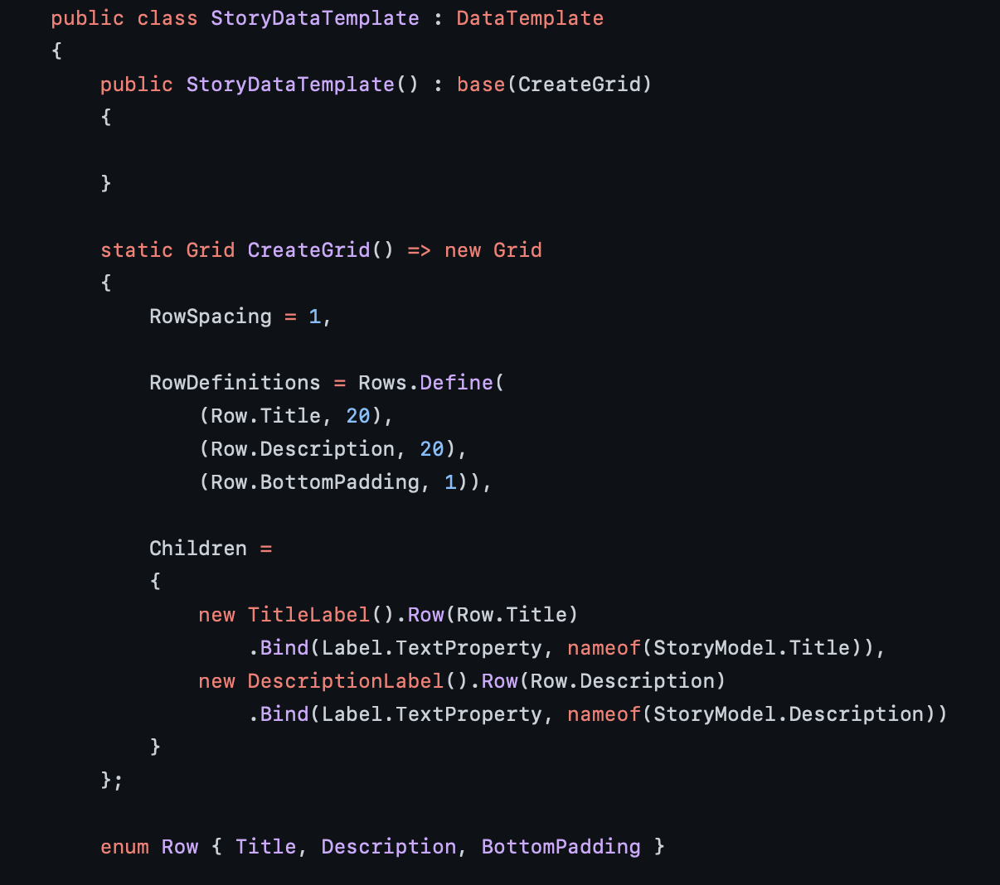 public class StoryDataTemplate : DataTemplate
{
    public StoryDataTemplate() : base(CreateGrid)
    {

    }

    static Grid CreateGrid() => new Grid
    {
        RowSpacing = 1,

        RowDefinitions = Rows.Define(
            (Row.Title, 20),
            (Row.Description, 20),
            (Row.BottomPadding, 1)),

        Children =
        {
            new TitleLabel().Row(Row.Title)
                .Bind(Label.TextProperty, nameof(StoryModel.Title)),
            new DescriptionLabel().Row(Row.Description)
                .Bind(Label.TextProperty, nameof(StoryModel.Description))
        }
    };

    enum Row { Title, Description, BottomPadding }